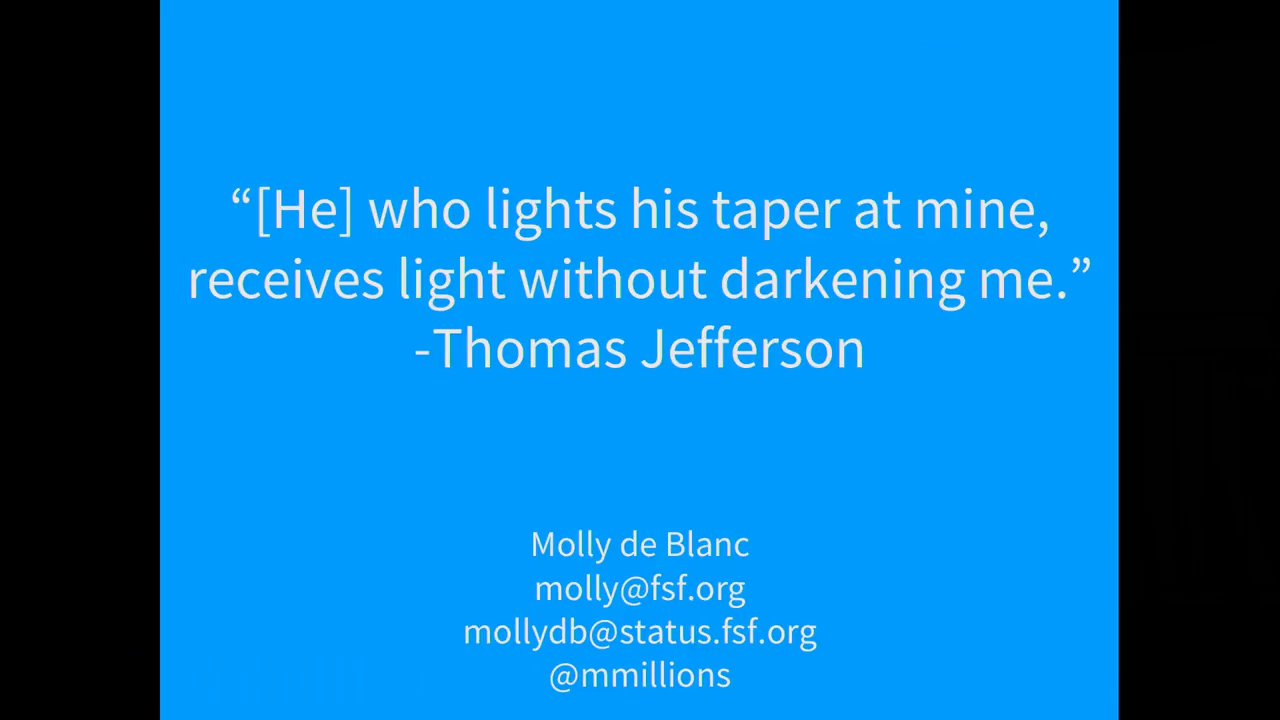 “[He] who lights his taper at mine,
receives light without darkening me.”
-Thomas Jefferson
Molly de Blanc
molly@fsf.org
mollydb@status.fsf.org
@mmillions